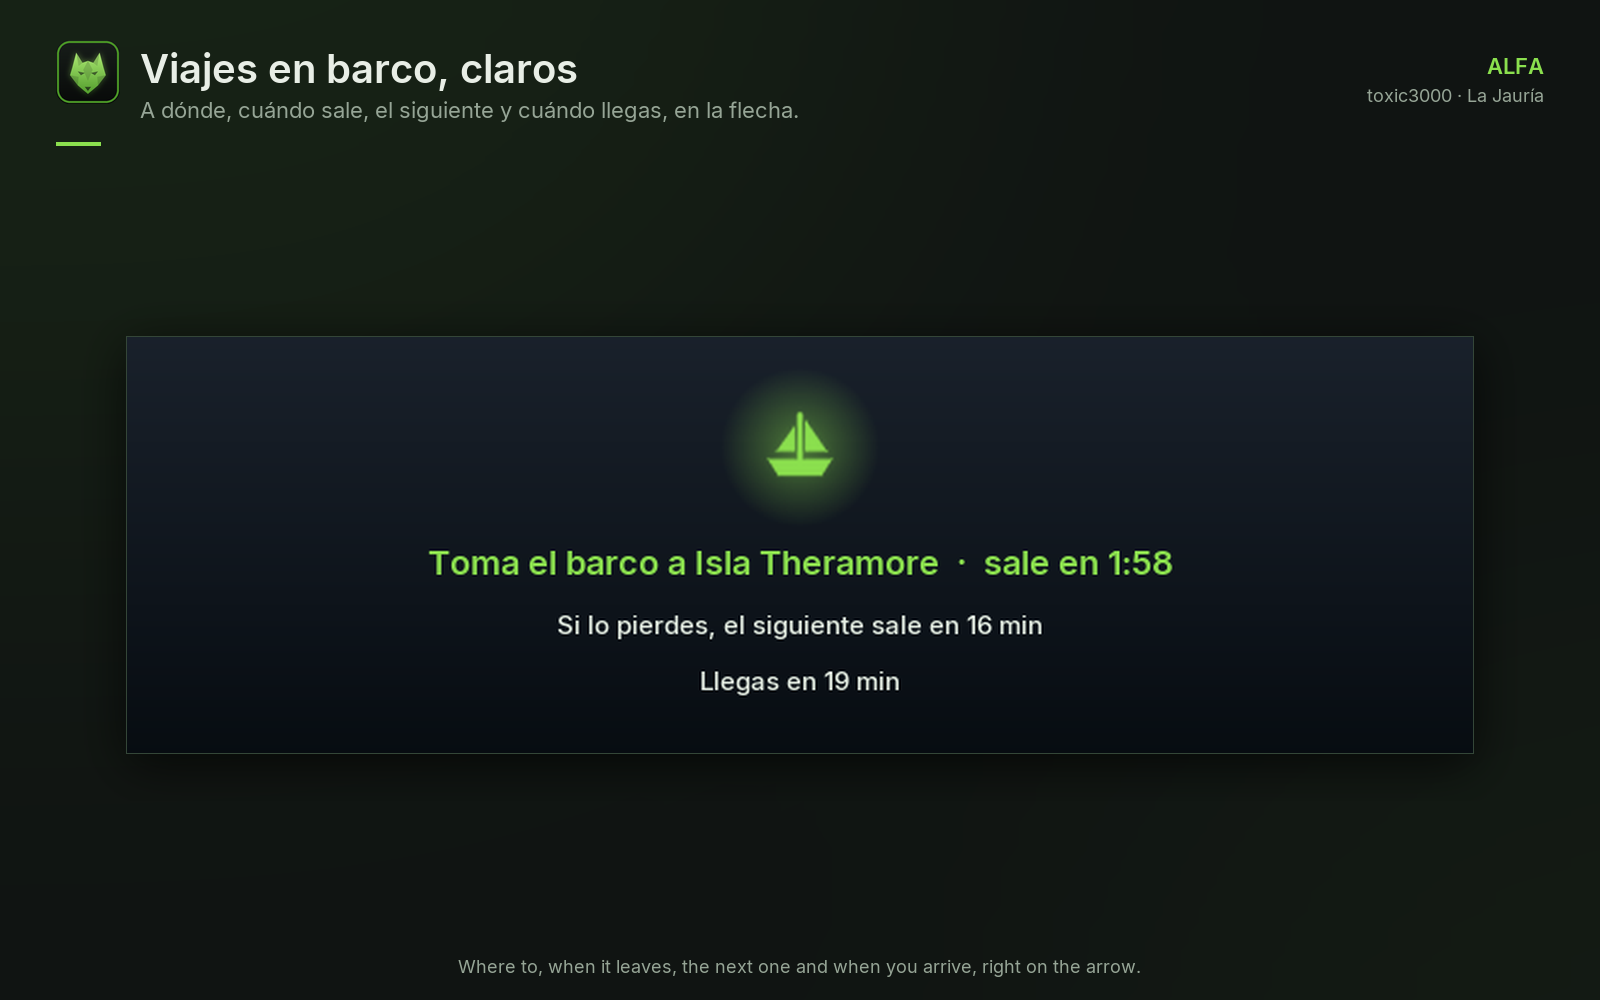 Viajes en barco, claros
A dónde, cuándo sale, el siguiente y cuándo llegas, en la flecha.
ALFA
toxic3000 · La Jauría
Toma el barco a Isla Theramore · sale en 1:58
Si lo pierdes, el siguiente sale en 16 min
Llegas en 19 min
Where to, when it leaves, the next one and when you arrive, right on the arrow.